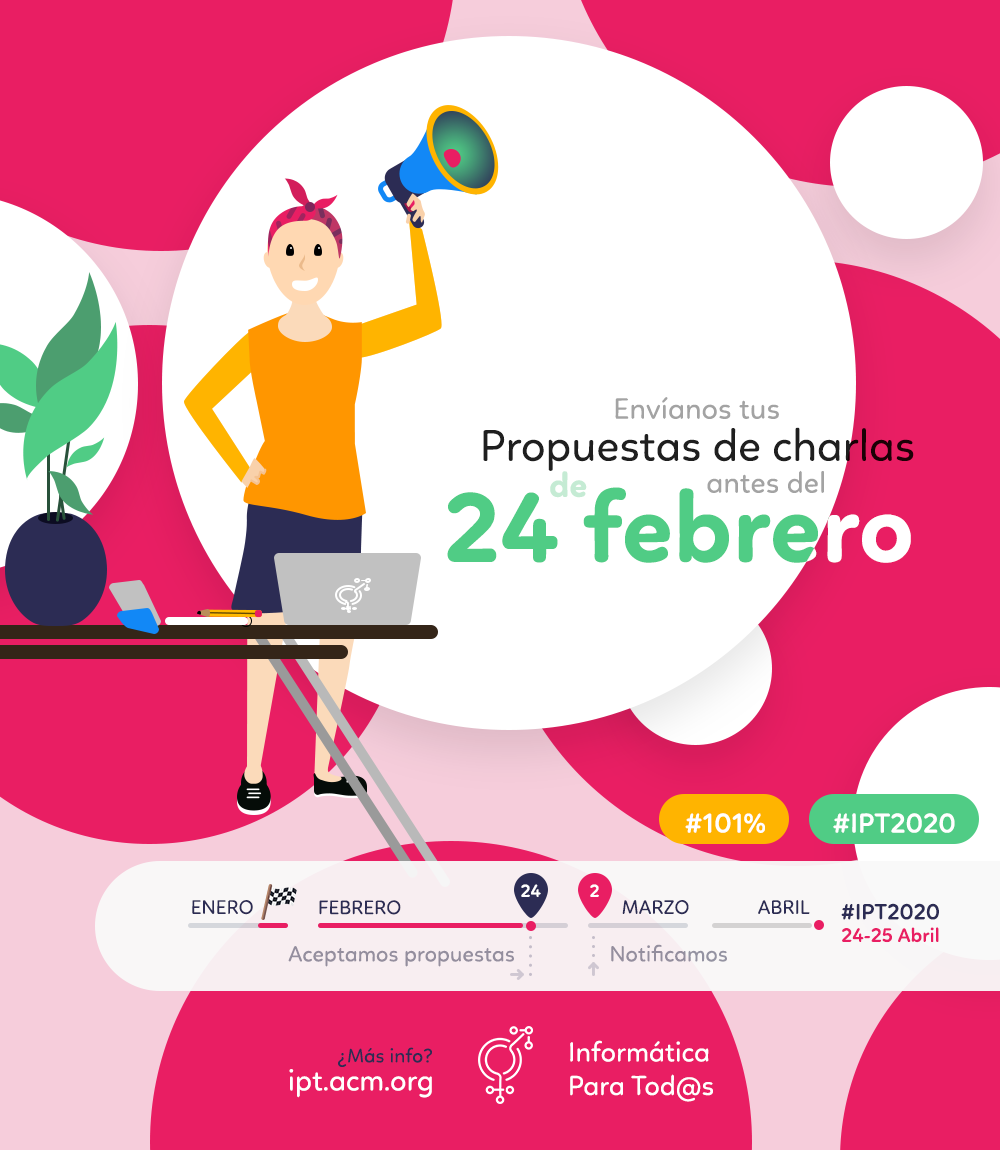 Envíanos tus
Propuestas de charlas
de
antes del
24 febrero
#101%
#IPT2020
24
2
ENERO
FEBRERO
MARZO
ABRIL
#IPT2020
24-25 Abril
Aceptamos propuestas
Notificamos
¿Más info?
ipt.acm.org
Informática
Para Tod@s